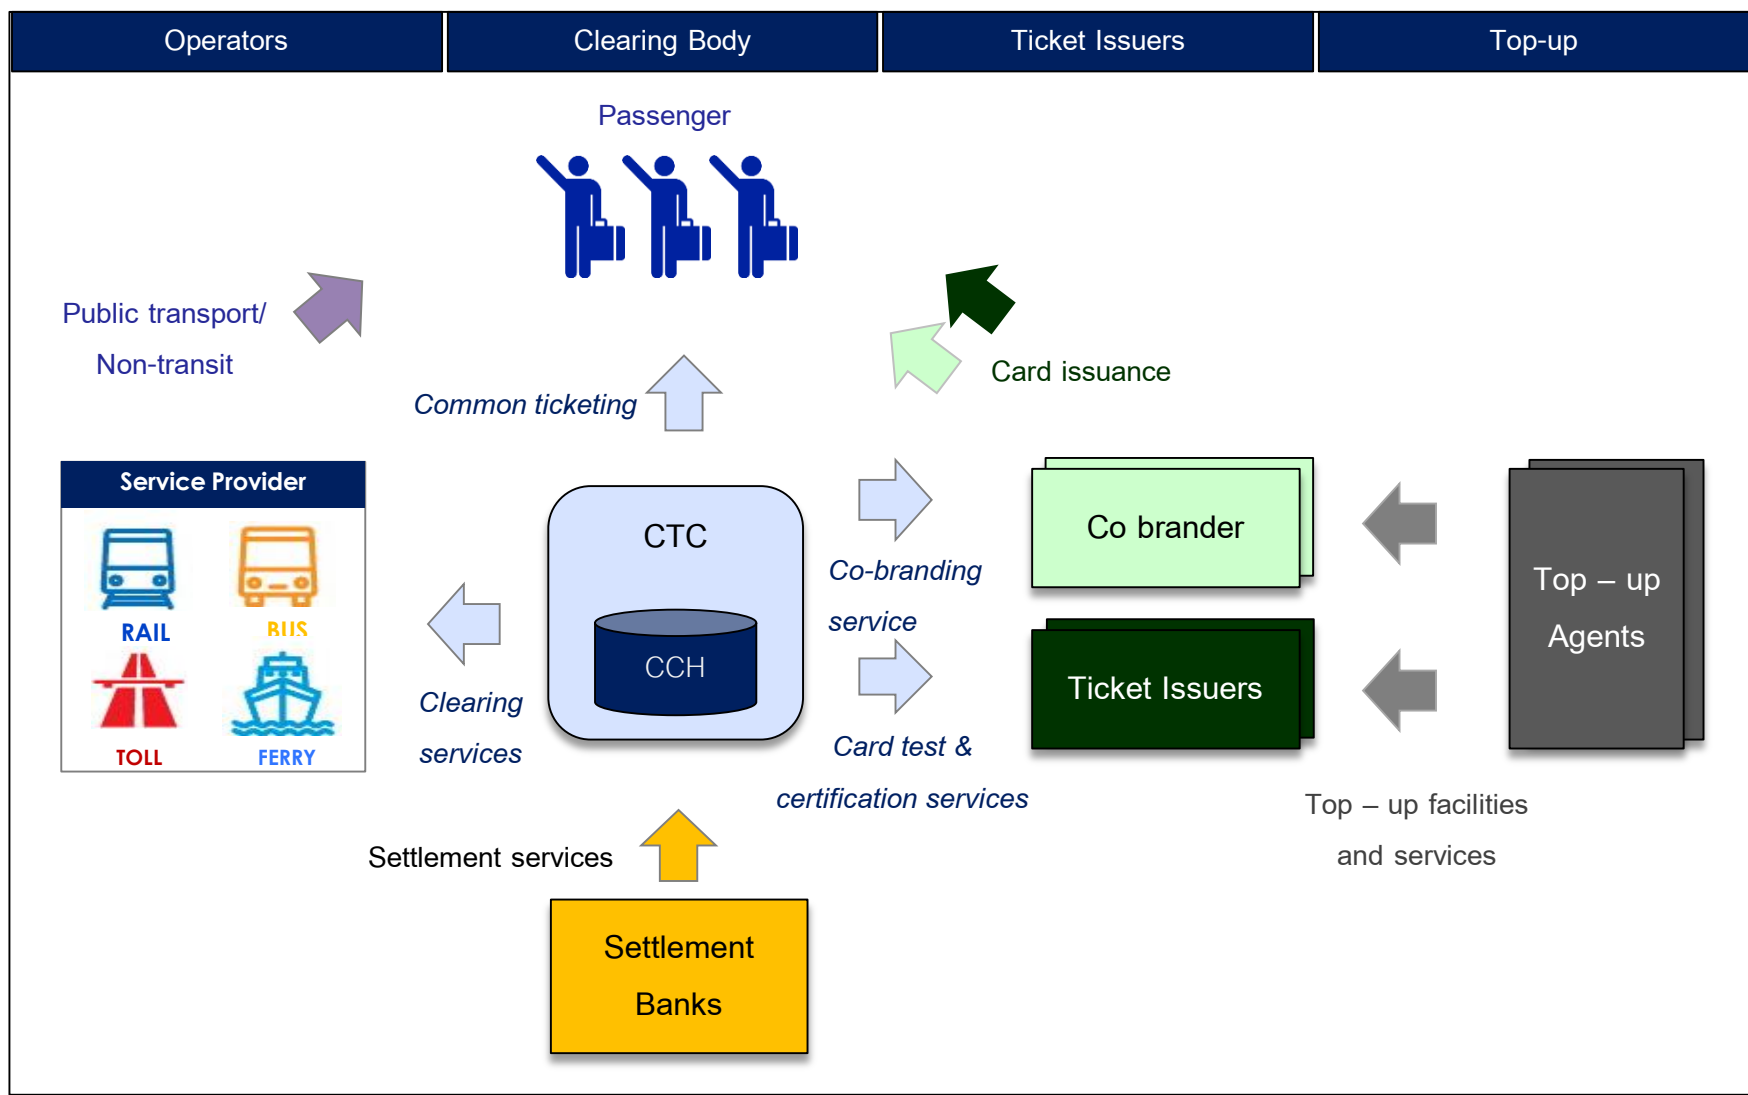 Operators
Clearing Body
Ticket Issuers
Top-up
Passenger
Public transport/
Non-transit
Card issuance
Common ticketing
Service Provider
RAIL
BUS
TOLL
FERRY
CTC
CCH
Clearing
services
Co-branding
service
Card test &
certification services
Co brander
Ticket Issuers
Top – up
Agents
Top – up facilities
and services
Settlement services
Settlement
Banks